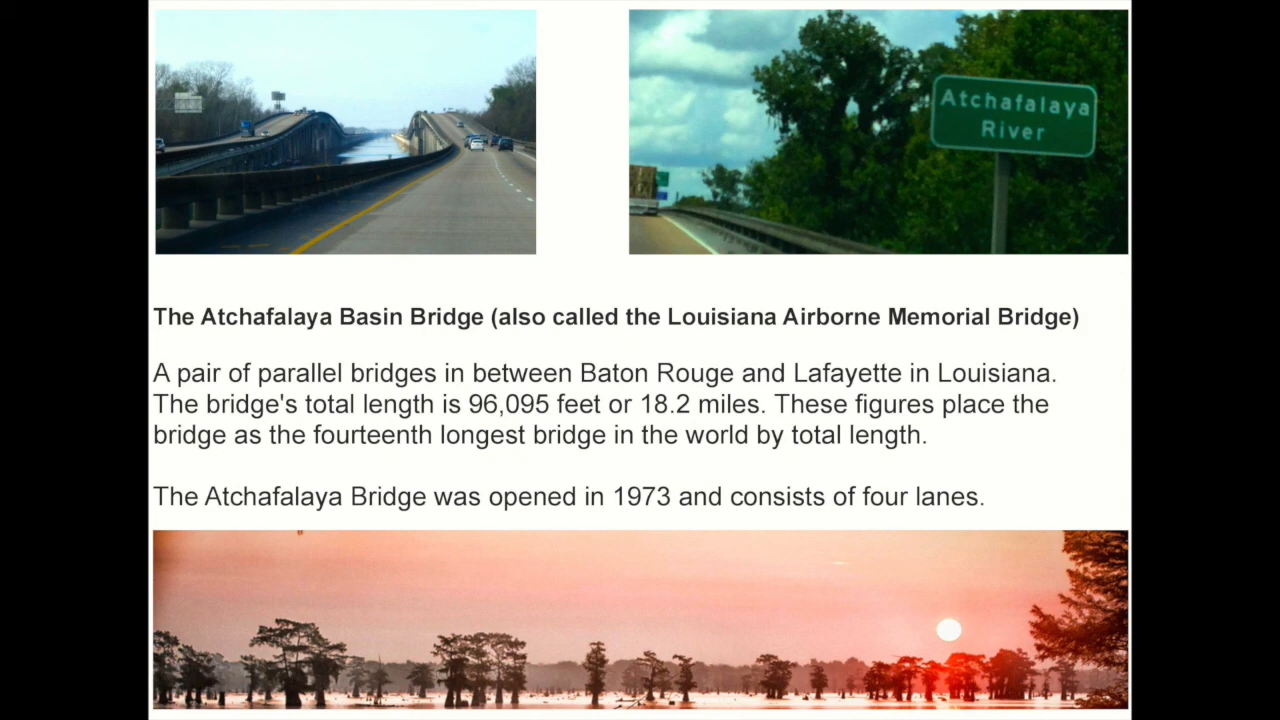 Atchafalaya
River
The Atchafalaya Basin Bridge (also called the Louisiana Airborne Memorial Bridge)
A pair of parallel bridges in between Baton Rouge and Lafayette in Louisiana.
The bridge's total length is 96,095 feet or 18.2 miles. These figures place the
bridge as the fourteenth longest bridge in the world by total length.
The Atchafalaya Bridge was opened in 1973 and consists of four lanes.